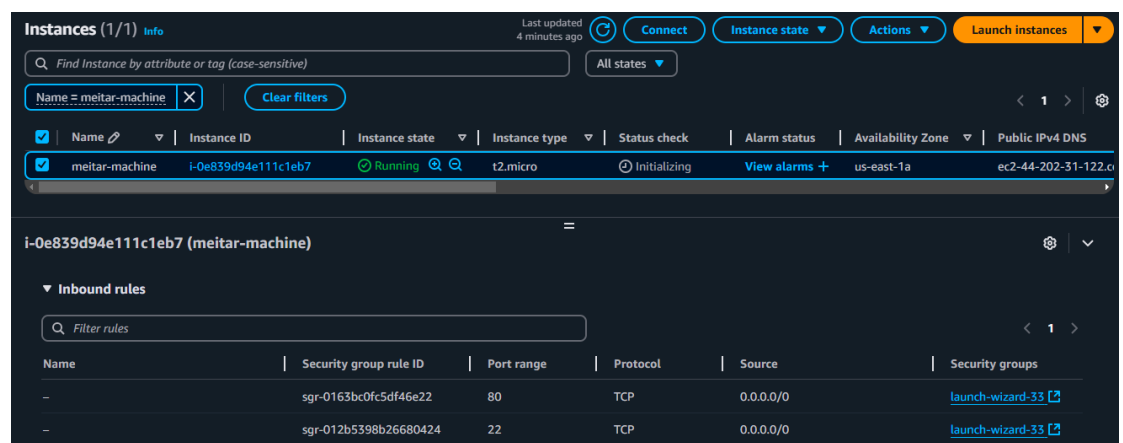 Instances (1/1) Info
Last updated
4 minutes ago
Connect
Instance state
Actions
Launch instances
Find Instance by attribute or tag (case-sensitive)
All states
Name = meitar-machine
Clear filters
1
Name Instance ID Instance state Instance type Status check Alarm status Availability Zone Public IPv4 DNS
meitar-machine i-0e839d94e111c1eb7 Running t2.micro Initializing View alarms + us-east-1a ec2-44-202-31-122.co
i-0e839d94e111c1eb7 (meitar-machine)
Inbound rules
Filter rules
1
Name Security group rule ID Port range Protocol Source Security groups
– sgr-0163bc0fc5df46e22 80 TCP 0.0.0.0/0 launch-wizard-33
– sgr-012b5398b26680424 22 TCP 0.0.0.0/0 launch-wizard-33